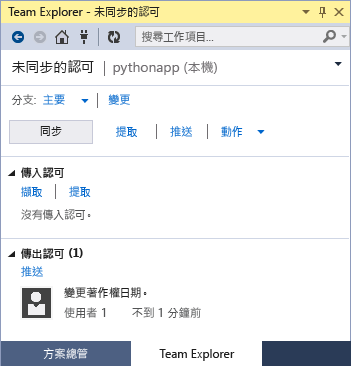 Team Explorer - 未同步的認可
搜尋工作項目...
未同步的認可 | pythonapp (本機)
分支: 主要 | 變更
同步 提取 | 推送 | 動作
傳入認可
擷取 | 提取
沒有傳入認可。
傳出認可 (1)
推送
變更著作權日期。
使用者 1 不到 1 分鐘前
方案總管 Team Explorer